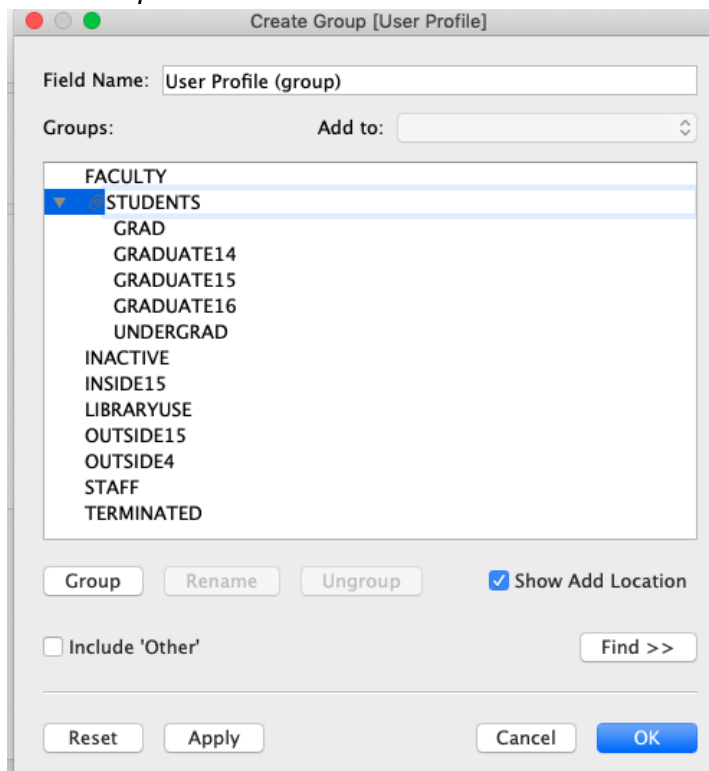 Create Group [User Profile]
Field Name: User Profile (group)
Groups: Add to:
FACULTY
STUDENTS
GRAD
GRADUATE14
GRADUATE15
GRADUATE16
UNDERGRAD
INACTIVE
INSIDE15
LIBRARYUSE
OUTSIDE15
OUTSIDE4
STAFF
TERMINATED
Group Rename Ungroup Show Add Location
Include 'Other' Find >>
Reset Apply Cancel OK